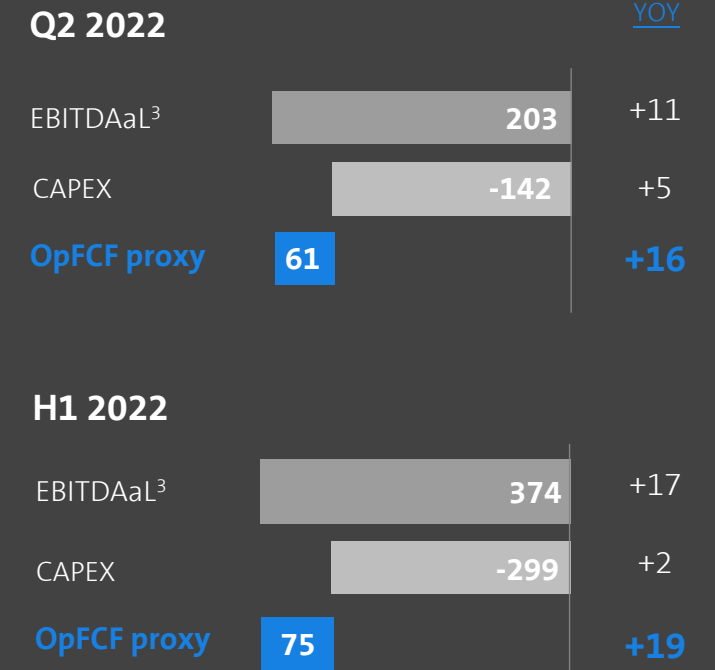 Q2 2022 YOY
EBITDAaL³ 203 +11
CAPEX -142 +5
OpFCF proxy 61 +16
H1 2022
EBITDAaL³ 374 +17
CAPEX -299 +2
OpFCF proxy 75 +19